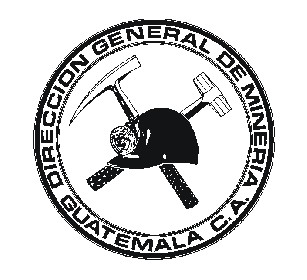 DIRECCION GENERAL DE MINERIA
GUATEMALA C.A.